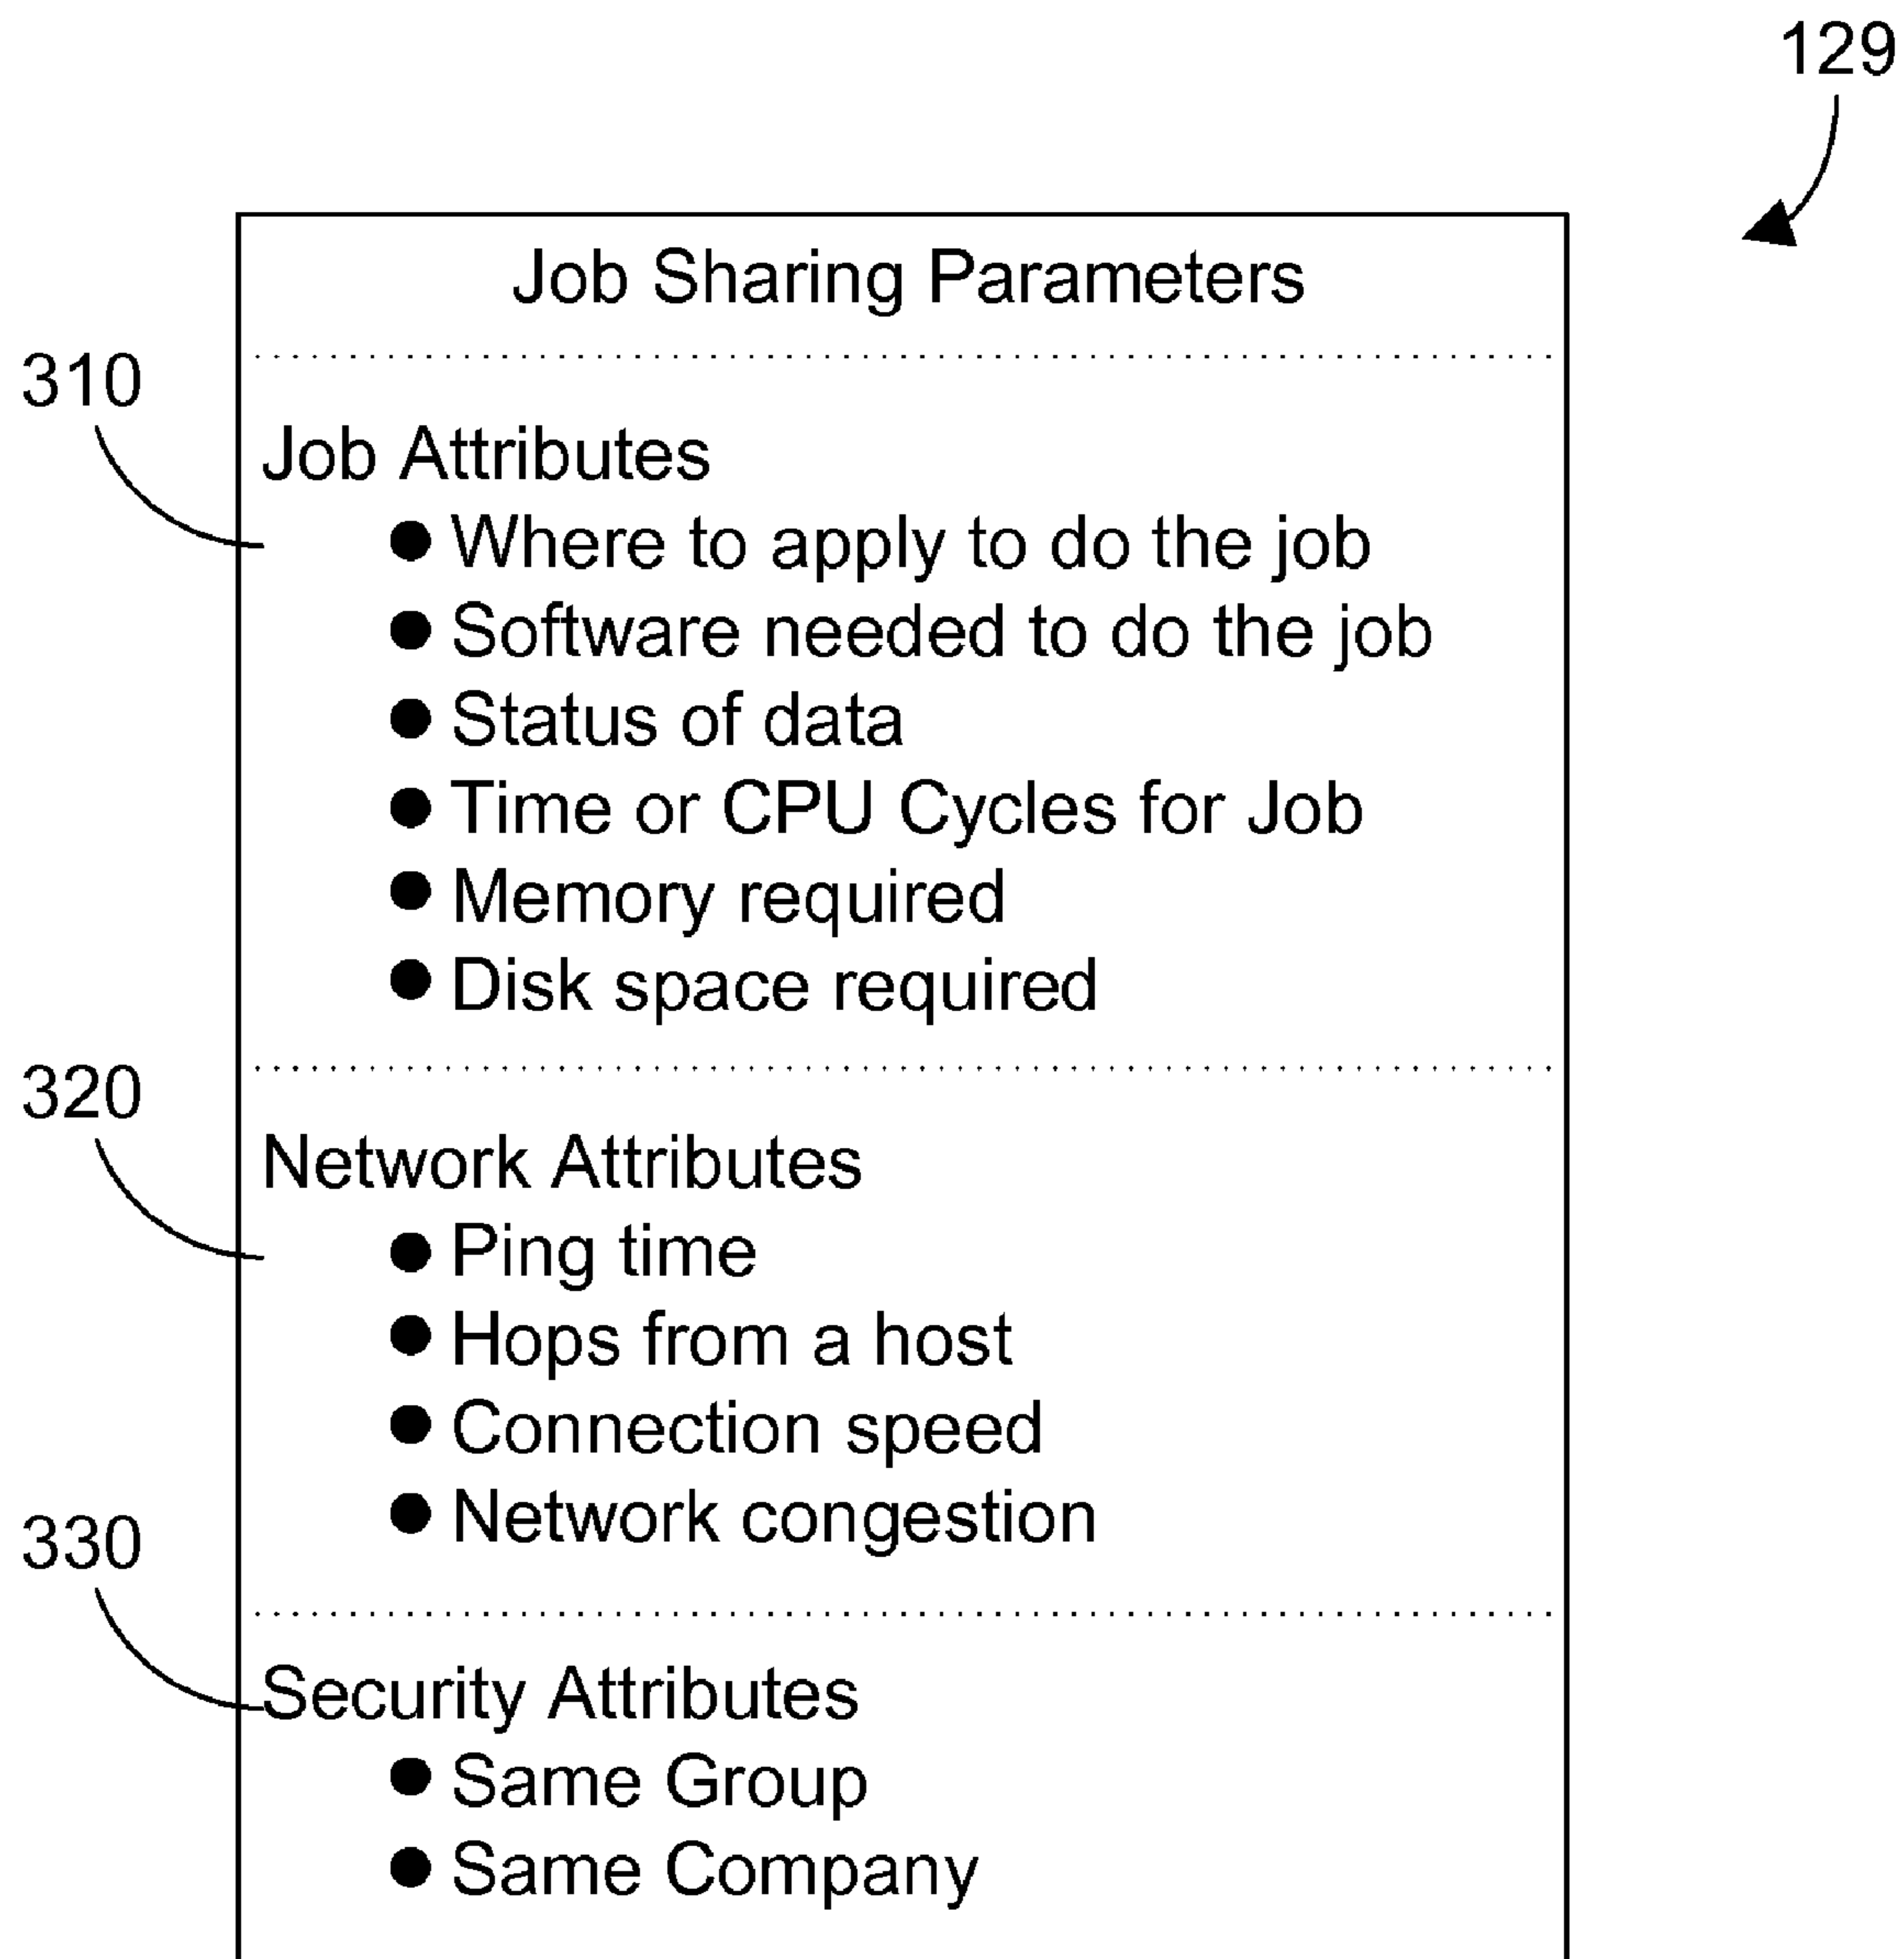 129
Job Sharing Parameters
310
Job Attributes
● Where to apply to do the job
● Software needed to do the job
● Status of data
● Time or CPU Cycles for Job
● Memory required
● Disk space required
320
Network Attributes
● Ping time
● Hops from a host
● Connection speed
● Network congestion
330
Security Attributes
● Same Group
● Same Company